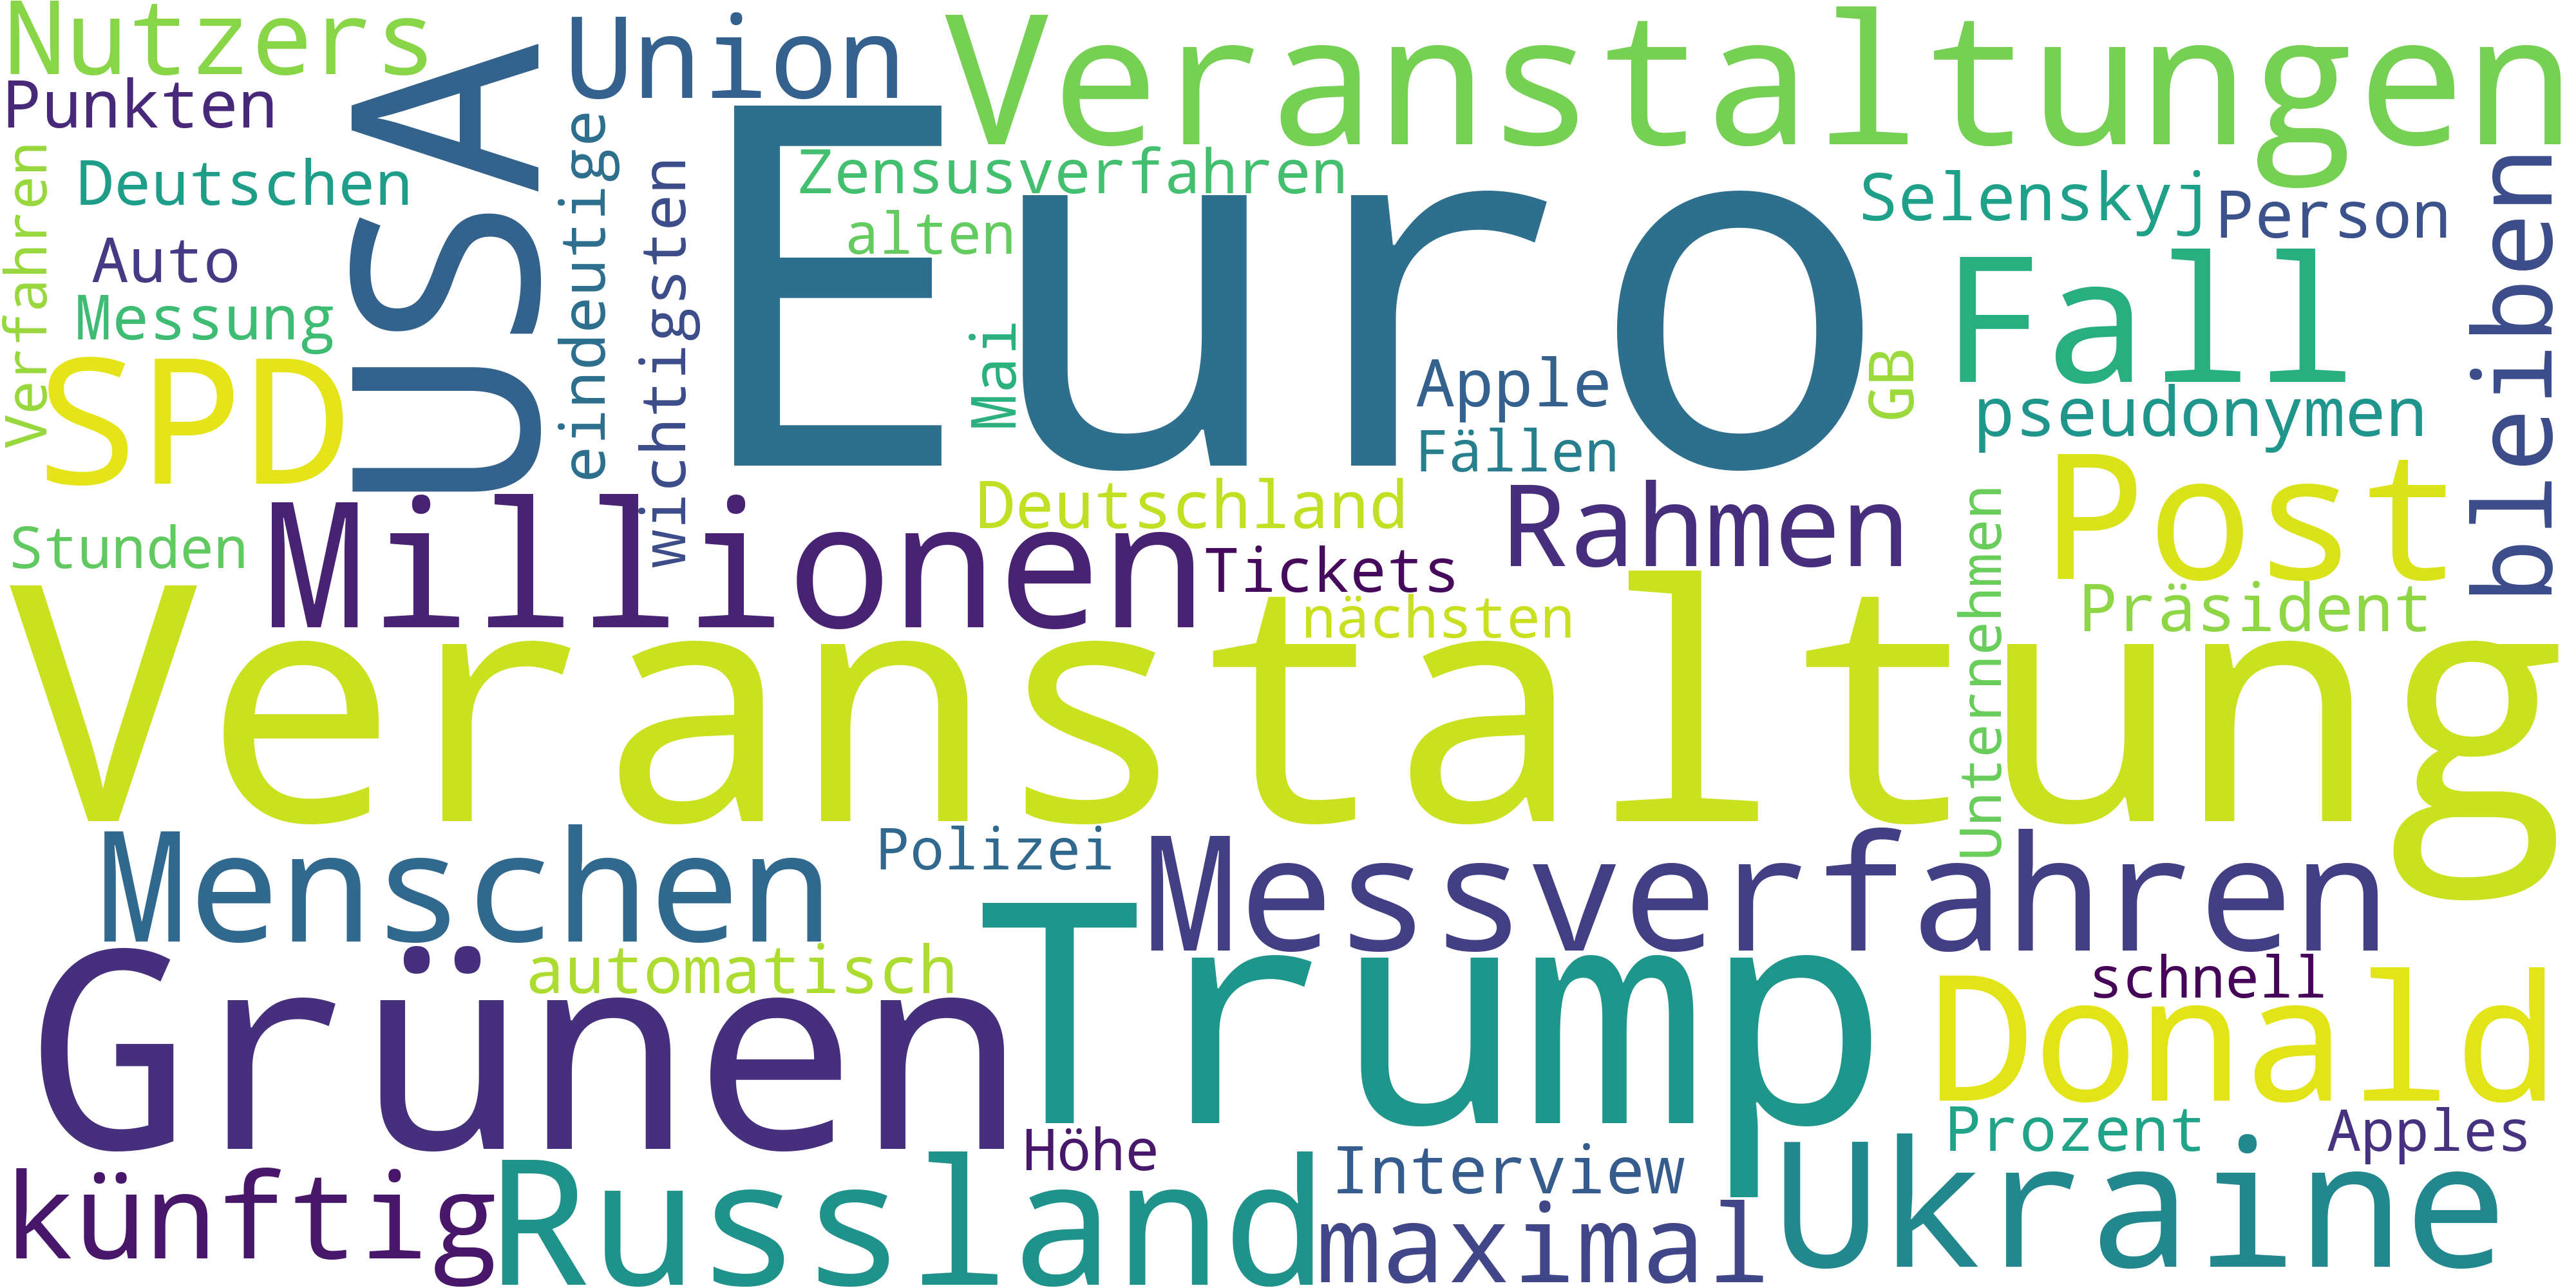 Nutzers
Union
Veranstaltungen
Punkten
USA
Euro
eindeutige
Zensusverfahren
Verfahren
Deutschen
wichtigsten
alten
Selenskyj
Person
bleiben
Auto
Messung
Fall
Mai
Apple
GB
SPD
Fällen
pseudonymen
Millionen
Deutschland
Rahmen
Post
Stunden
Tickets
Unternehmen
nächsten
Präsident
Veranstaltung
Menschen
Polizei
Messverfahren
Grünen
automatisch
Trump
schnell
Donald
künftig
Russland
Höhe
Interview
maximal
Ukraine
Prozent
Apples